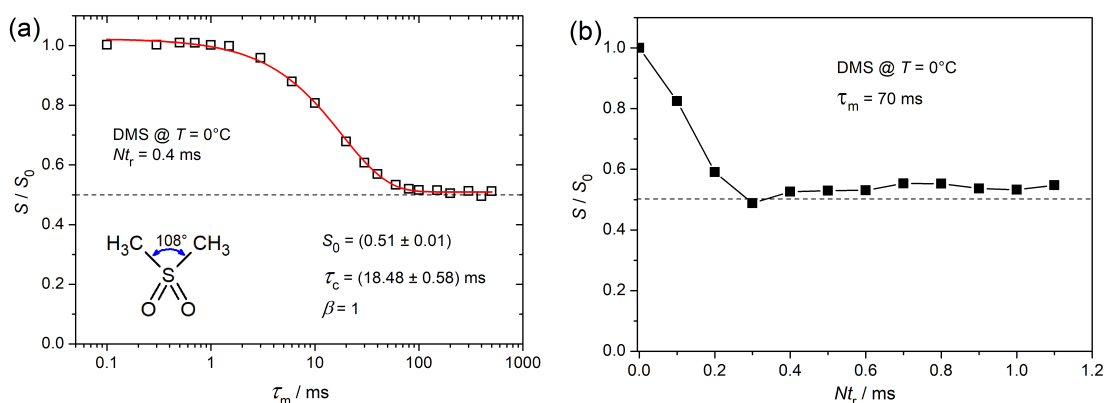 (a)
1.0
0.8
0.6
0.4
0.2
0.0
S / S₀
DMS @ T = 0°C
Ntᵣ = 0.4 ms
H₃C 108° CH₃
S
O O
S₀ = (0.51 ± 0.01)
τc = (18.48 ± 0.58) ms
β = 1
0.1 1 10 100 1000
τm / ms
(b)
1.0
0.8
0.6
0.4
0.2
0.0
S / S₀
DMS @ T = 0°C
τm = 70 ms
0.0 0.2 0.4 0.6 0.8 1.0 1.2
Ntᵣ / ms